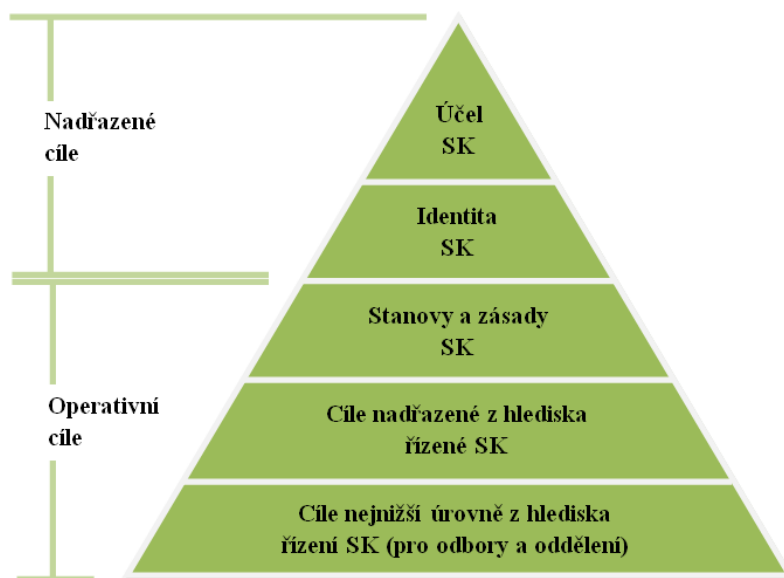 Nadřazené
cíle
Operativní
cíle
Účel
SK
Identita
SK
Stanovy a zásady
SK
Cíle nadřazené z hlediska
řízené SK
Cíle nejnižší úrovně z hlediska
řízení SK (pro odbory a oddělení)